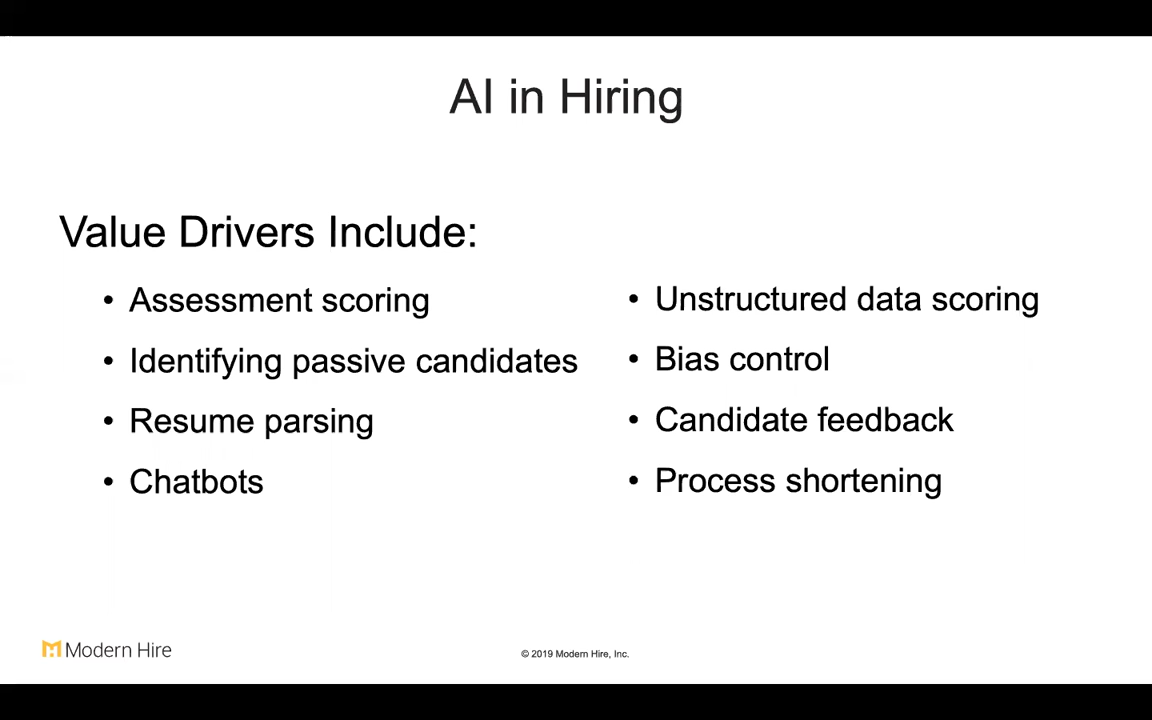 AI in Hiring
Value Drivers Include:
• Assessment scoring
• Identifying passive candidates
• Resume parsing
• Chatbots
• Unstructured data scoring
• Bias control
• Candidate feedback
• Process shortening
Modern Hire
© 2019 Modern Hire, Inc.